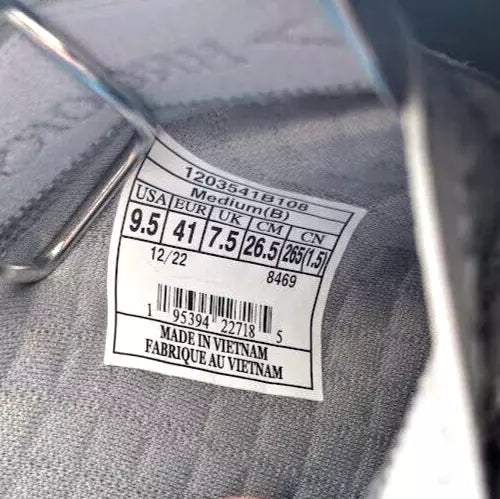 1203541B108
Medium(B)
USA EUR UK CM CN
9.5 41 7.5 26.5 265(1.5)
12/22 8469
1 95394 22718 5
MADE IN VIETNAM
FABRIQUE AU VIETNAM